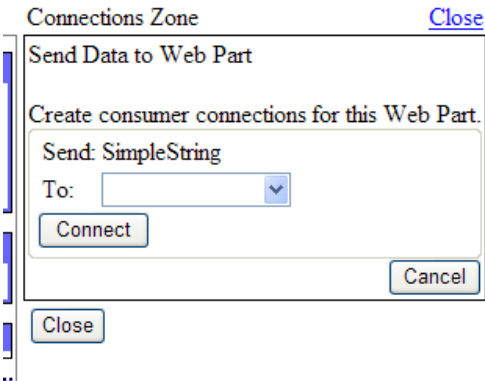 Connections Zone Close
Send Data to Web Part
Create consumer connections for this Web Part.
Send: SimpleString
To:
Connect
Cancel
Close